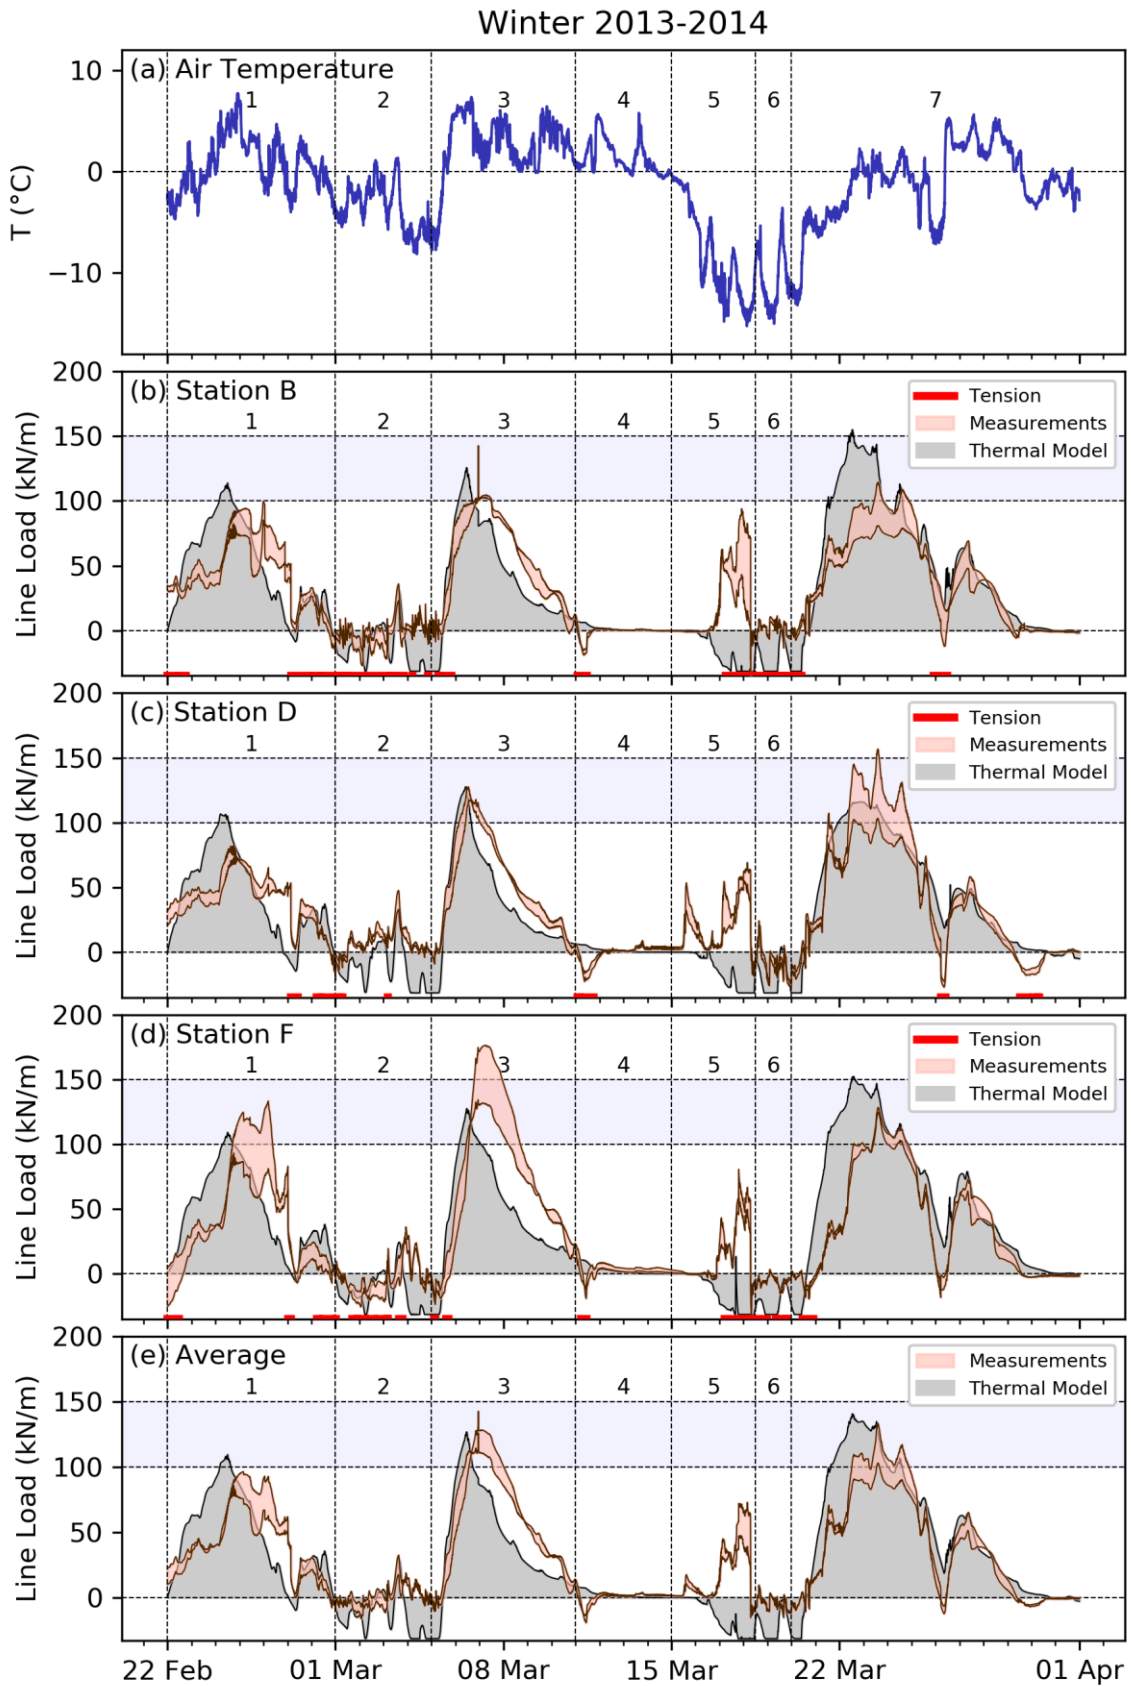 Winter 2013-2014
(a) Air Temperature
1 2 3 4 5 6 7
10
0
−10
T (°C)
(b) Station B
1 2 3 4 5 6
Tension
Measurements
Thermal Model
200
150
100
50
0
Line Load (kN/m)
(c) Station D
1 2 3 4 5 6
Tension
Measurements
Thermal Model
200
150
100
50
0
Line Load (kN/m)
(d) Station F
1 2 3 4 5 6
Tension
Measurements
Thermal Model
200
150
100
50
0
Line Load (kN/m)
(e) Average
1 2 3 4 5 6
Measurements
Thermal Model
200
150
100
50
0
Line Load (kN/m)
22 Feb 01 Mar 08 Mar 15 Mar 22 Mar 01 Apr